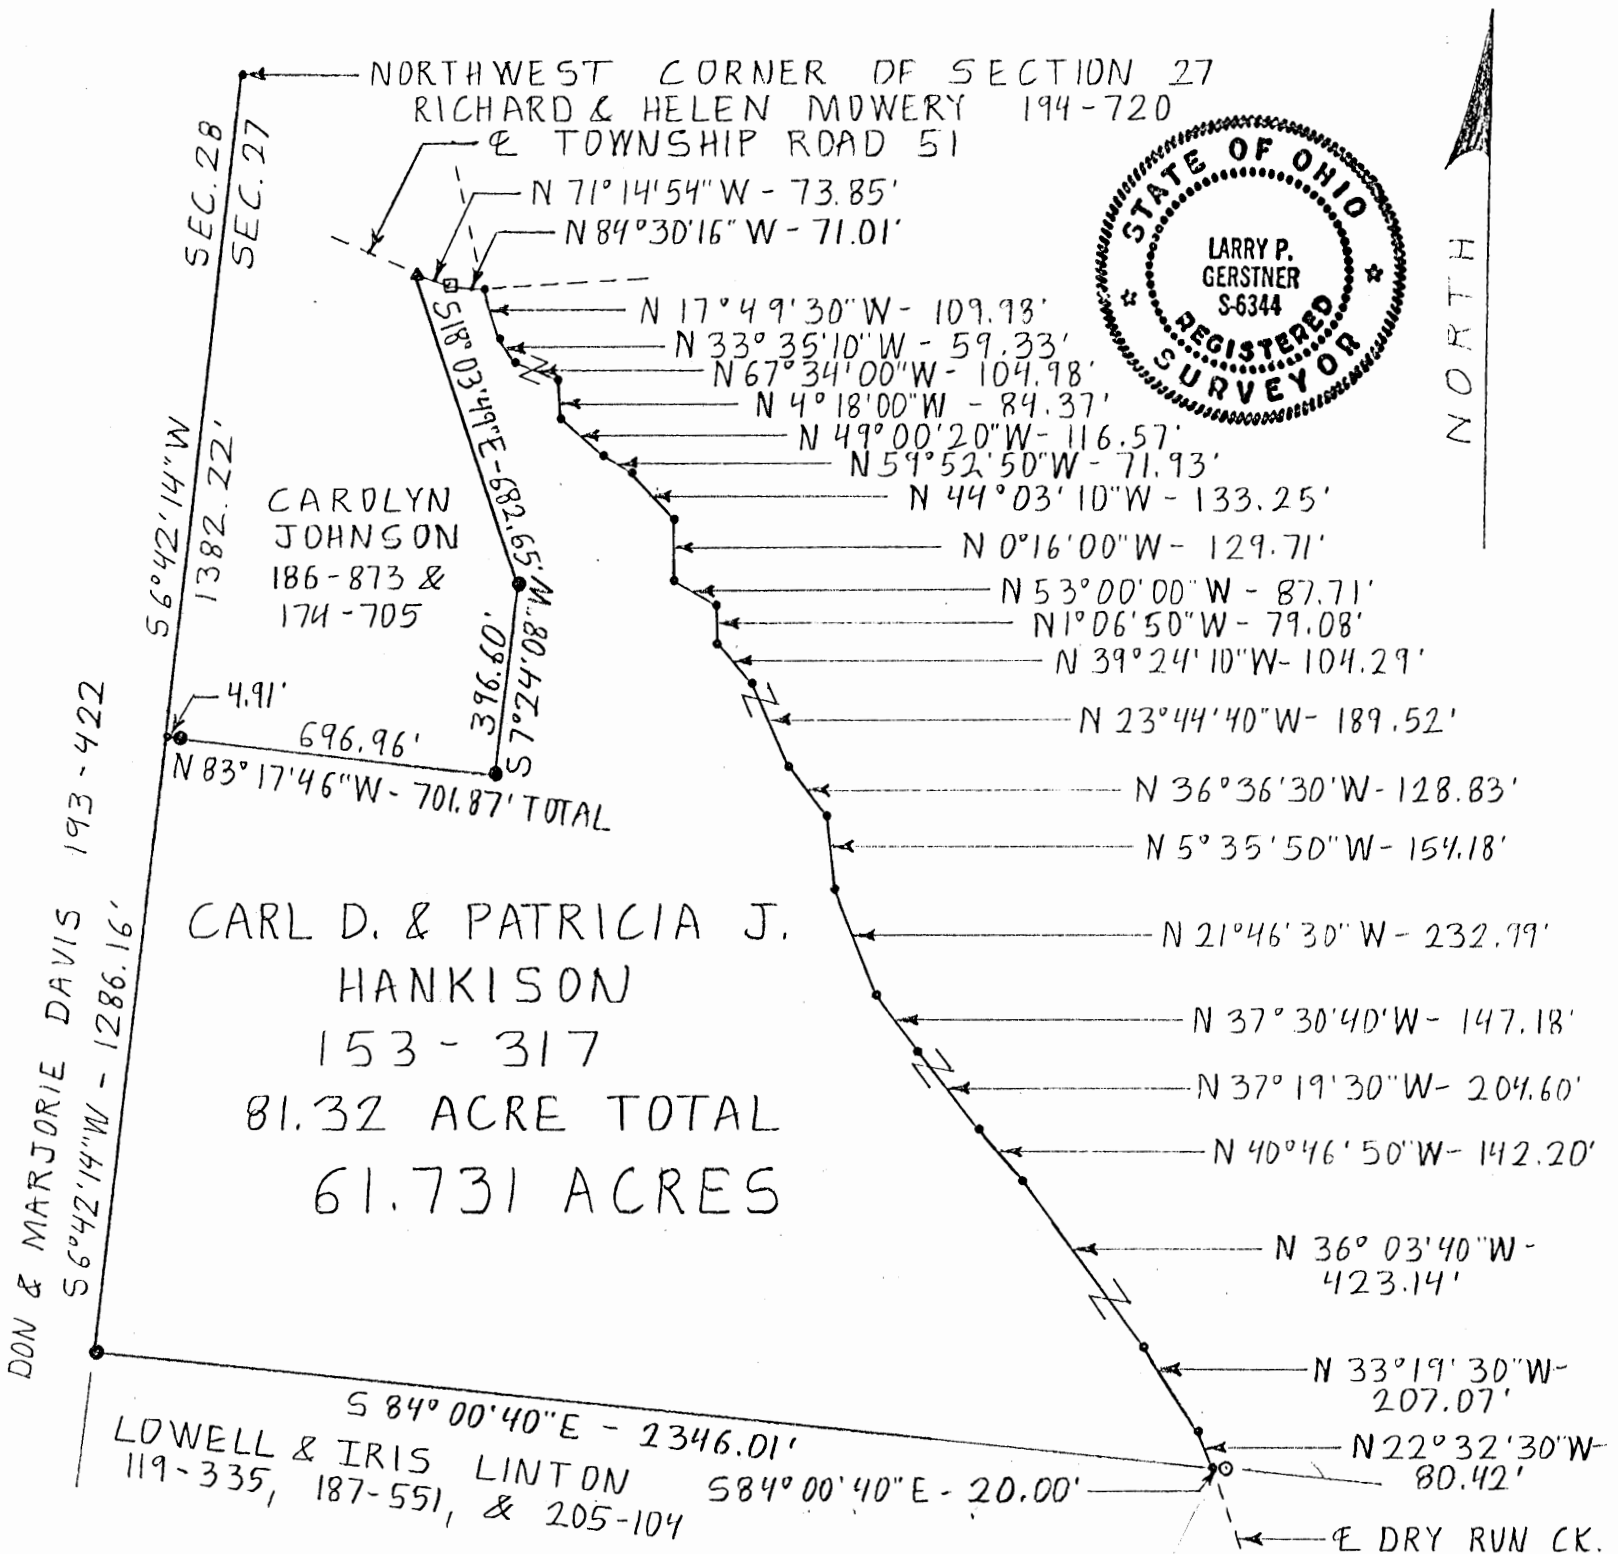 NORTHWEST CORNER OF SECTION 27
RICHARD & HELEN MOWERY 194-720
℄ TOWNSHIP ROAD 51
N 71°14'54"W - 73.85'
N 84°30'16"W - 71.01'
N 17°49'30"W - 109.93'
N 33°35'10"W - 59.33'
N 67°34'00"W - 104.98'
N 4°18'00"W - 84.37'
N 49°00'20"W - 116.57'
N 59°52'50"W - 71.93'
N 44°03'10"W - 133.25'
N 0°16'00"W - 129.71'
N 53°00'00"W - 87.71'
N 1°06'50"W - 79.08'
N 39°24'10"W - 104.29'
N 23°44'40"W - 189.52'
N 36°36'30"W - 128.83'
N 5°35'50"W - 154.18'
N 21°46'30"W - 232.99'
N 37°30'40"W - 147.18'
N 37°19'30"W - 204.60'
N 40°46'50"W - 142.20'
N 36°03'40"W -
423.14'
N 33°19'30"W -
207.07'
N 22°32'30"W -
80.42'
℄ DRY RUN CK.
STATE OF OHIO
LARRY P.
GERSTNER
S-6344
REGISTERED
SURVEYOR
NORTH
SEC. 28
SEC. 27
S 6°42'14"W
1382.22'
S 18°03'49"E - 682.65'
CAROLYN
JOHNSON
186-873 &
174-705
396.60'
S 7°24'08"W
4.91'
696.96'
N 83°17'46"W - 701.87' TOTAL
DON & MARJORIE DAVIS 193-422
S 6°42'14"W - 1286.16'
CARL D. & PATRICIA J.
HANKISON
153 - 317
81.32 ACRE TOTAL
61.731 ACRES
S 84°00'40"E - 2346.01'
LOWELL & IRIS LINTON
119-335, 187-551, & 205-104
S 84°00'40"E - 20.00'